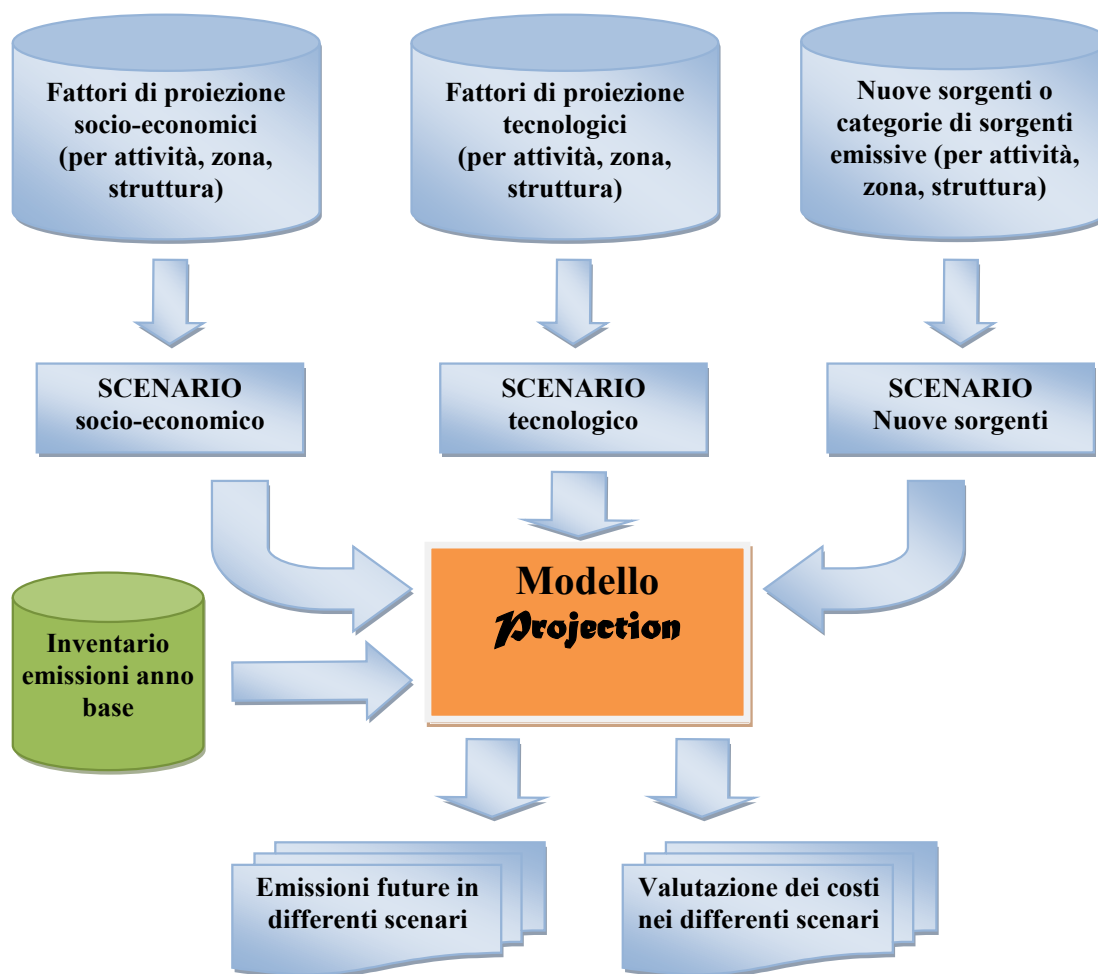 Fattori di proiezione
socio-economici
(per attività, zona,
struttura)
Fattori di proiezione
tecnologici
(per attività, zona,
struttura)
Nuove sorgenti o
categorie di sorgenti
emissive (per attività,
zona, struttura)
SCENARIO
socio-economico
SCENARIO
tecnologico
SCENARIO
Nuove sorgenti
Modello
Projection
Inventario
emissioni anno
base
Emissioni future in
differenti scenari
Valutazione dei costi
nei differenti scenari